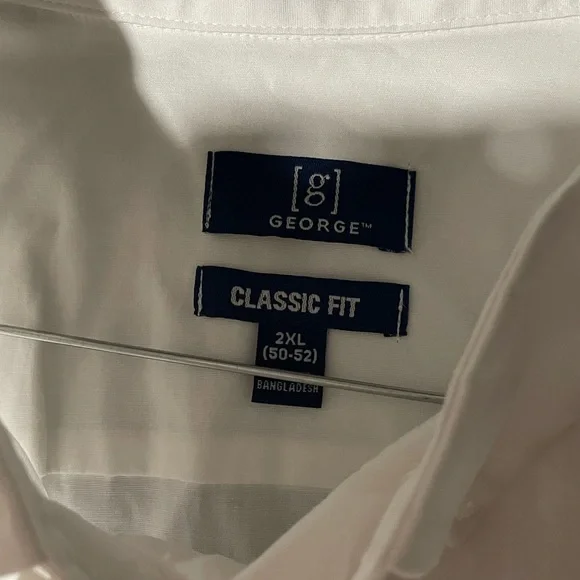 [g]
GEORGE™
CLASSIC FIT
2XL
(50-52)
BANGLADESH